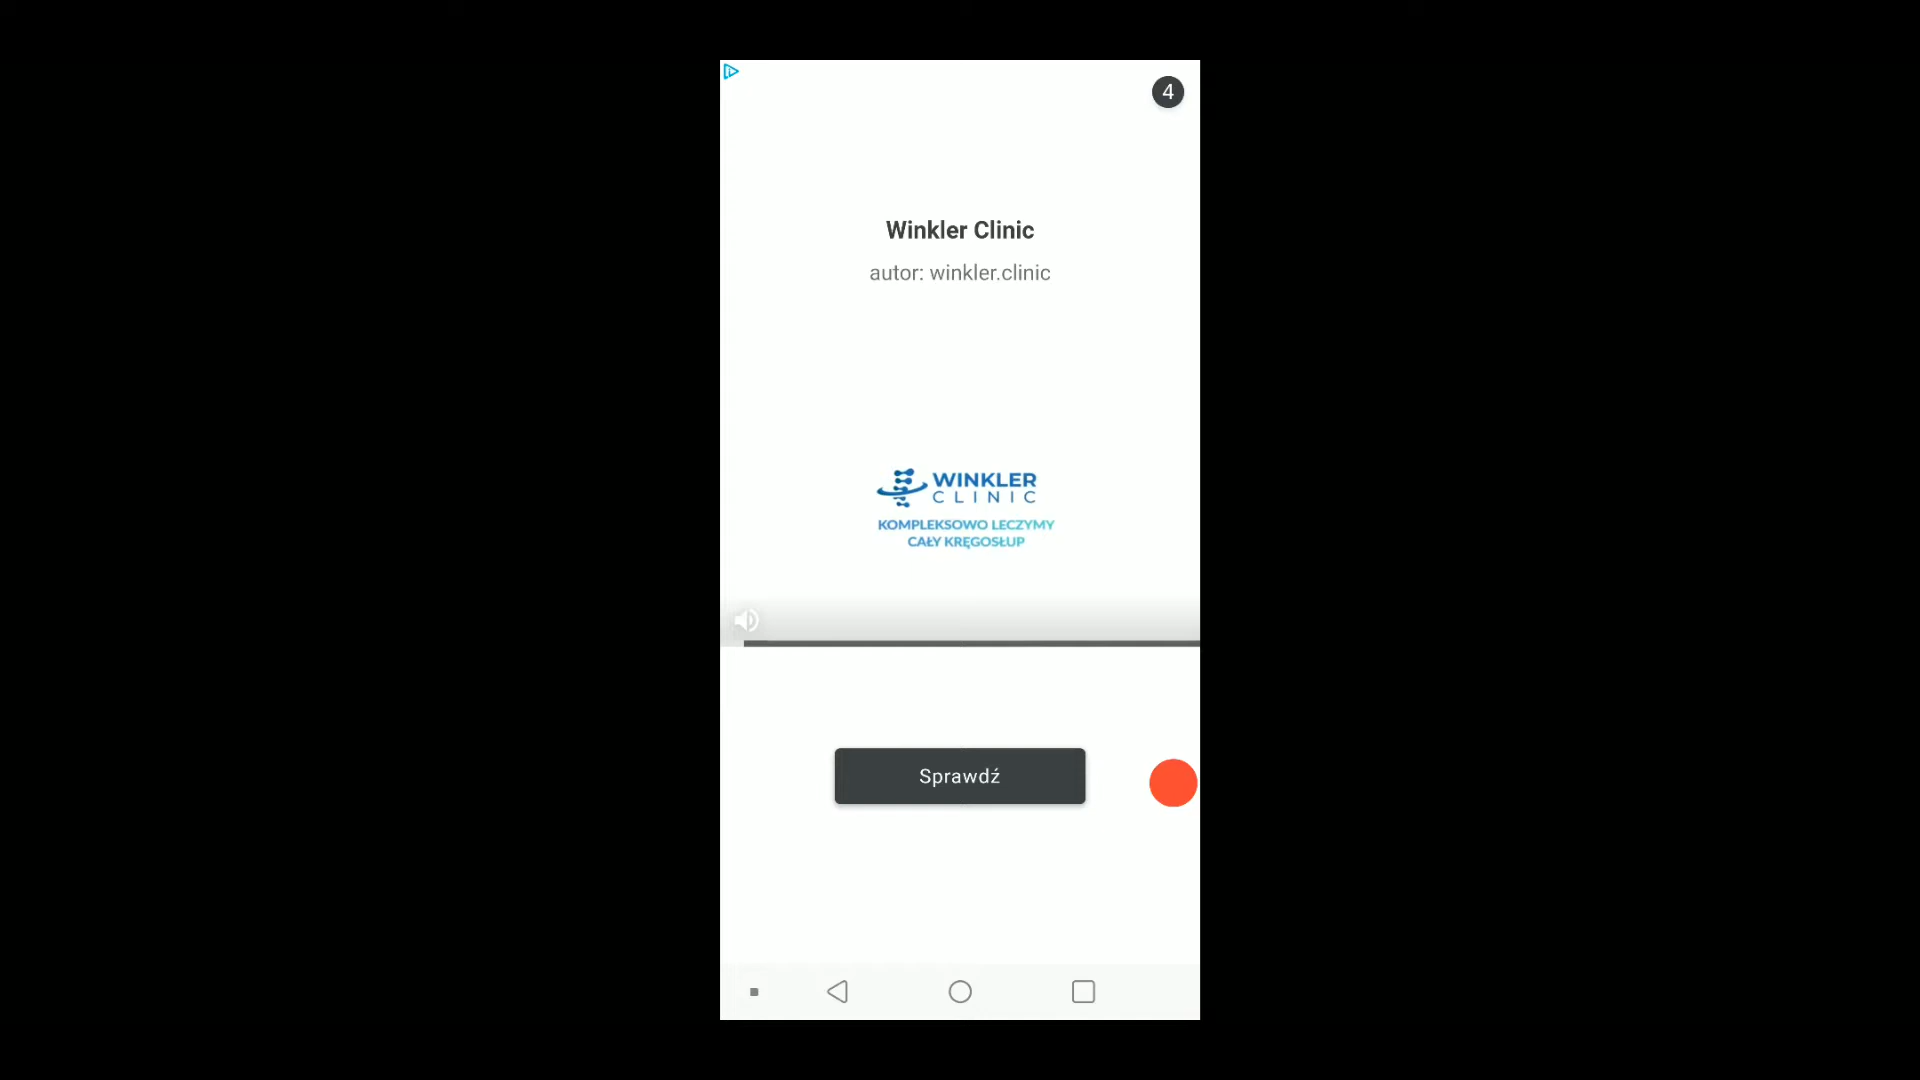 4
Winkler Clinic
autor: winkler.clinic
WINKLER
CLINIC
KOMPLEKSOWO LECZYMY
CAŁY KRĘGOSŁUP
Sprawdź